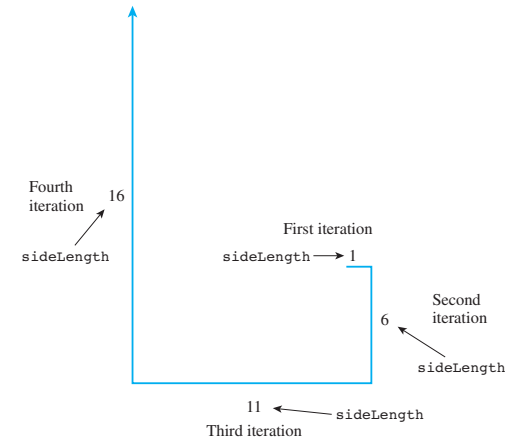 Fourth
iteration
16
sideLength
First iteration
sideLength
1
Second
iteration
6
sideLength
11
sideLength
Third iteration